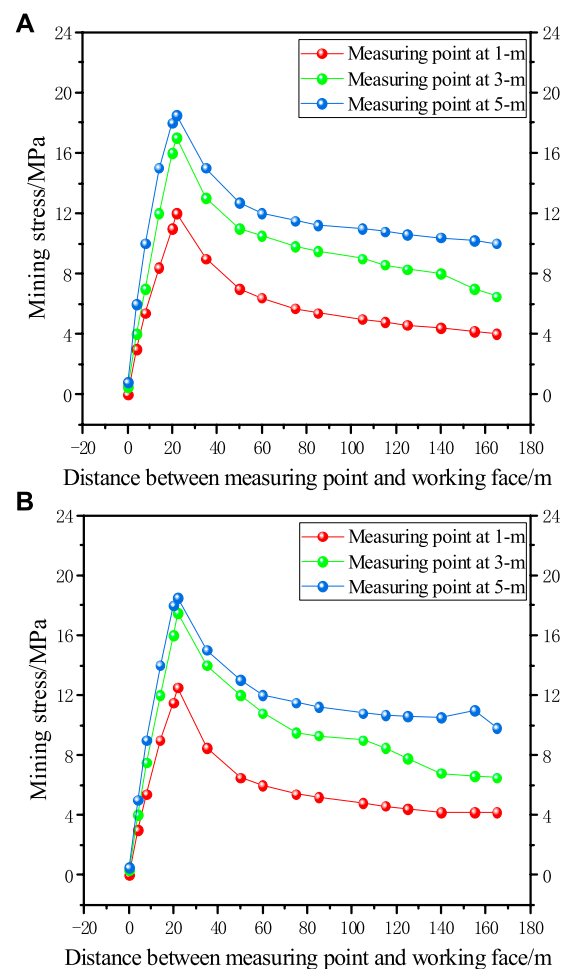 A
24 24
Measuring point at 1-m
Measuring point at 3-m
Measuring point at 5-m
20 20
16 16
12 12
8 8
4 4
0 0
Mining stress/MPa
−20 0 20 40 60 80 100 120 140 160 180
Distance between measuring point and working face/m
B
24 24
Measuring point at 1-m
Measuring point at 3-m
Measuring point at 5-m
20 20
16 16
12 12
8 8
4 4
0 0
Mining stress/MPa
−20 0 20 40 60 80 100 120 140 160 180
Distance between measuring point and working face/m